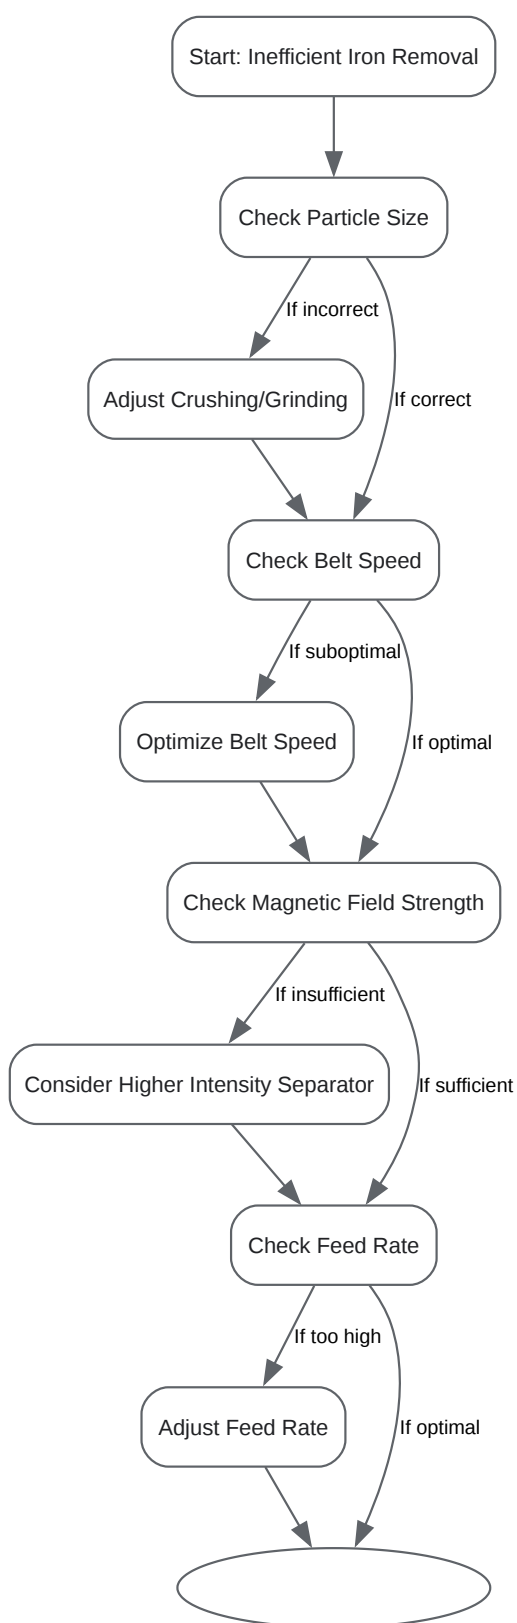 Start: Inefficient Iron Removal
Check Particle Size
If incorrect
Adjust Crushing/Grinding
If correct
Check Belt Speed
If suboptimal
Optimize Belt Speed
If optimal
Check Magnetic Field Strength
If insufficient
Consider Higher Intensity Separator
If sufficient
Check Feed Rate
If too high
Adjust Feed Rate
If optimal